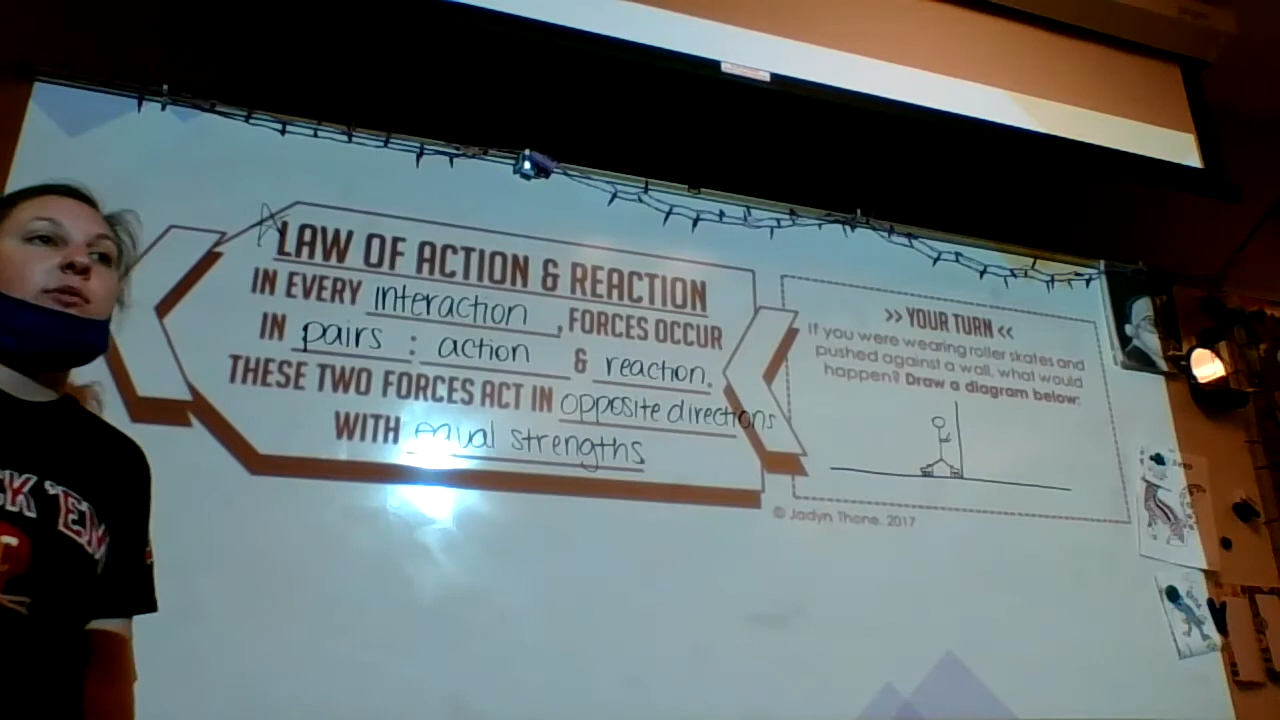 LAW OF ACTION & REACTION
IN EVERY interaction, FORCES OCCUR
IN pairs : action & reaction.
THESE TWO FORCES ACT IN opposite directions
WITH equal strengths
>> YOUR TURN <<
If you were wearing roller skates and
pushed against a wall, what would
happen? Draw a diagram below:
© Jadyn Thone, 2017
CK 'EM